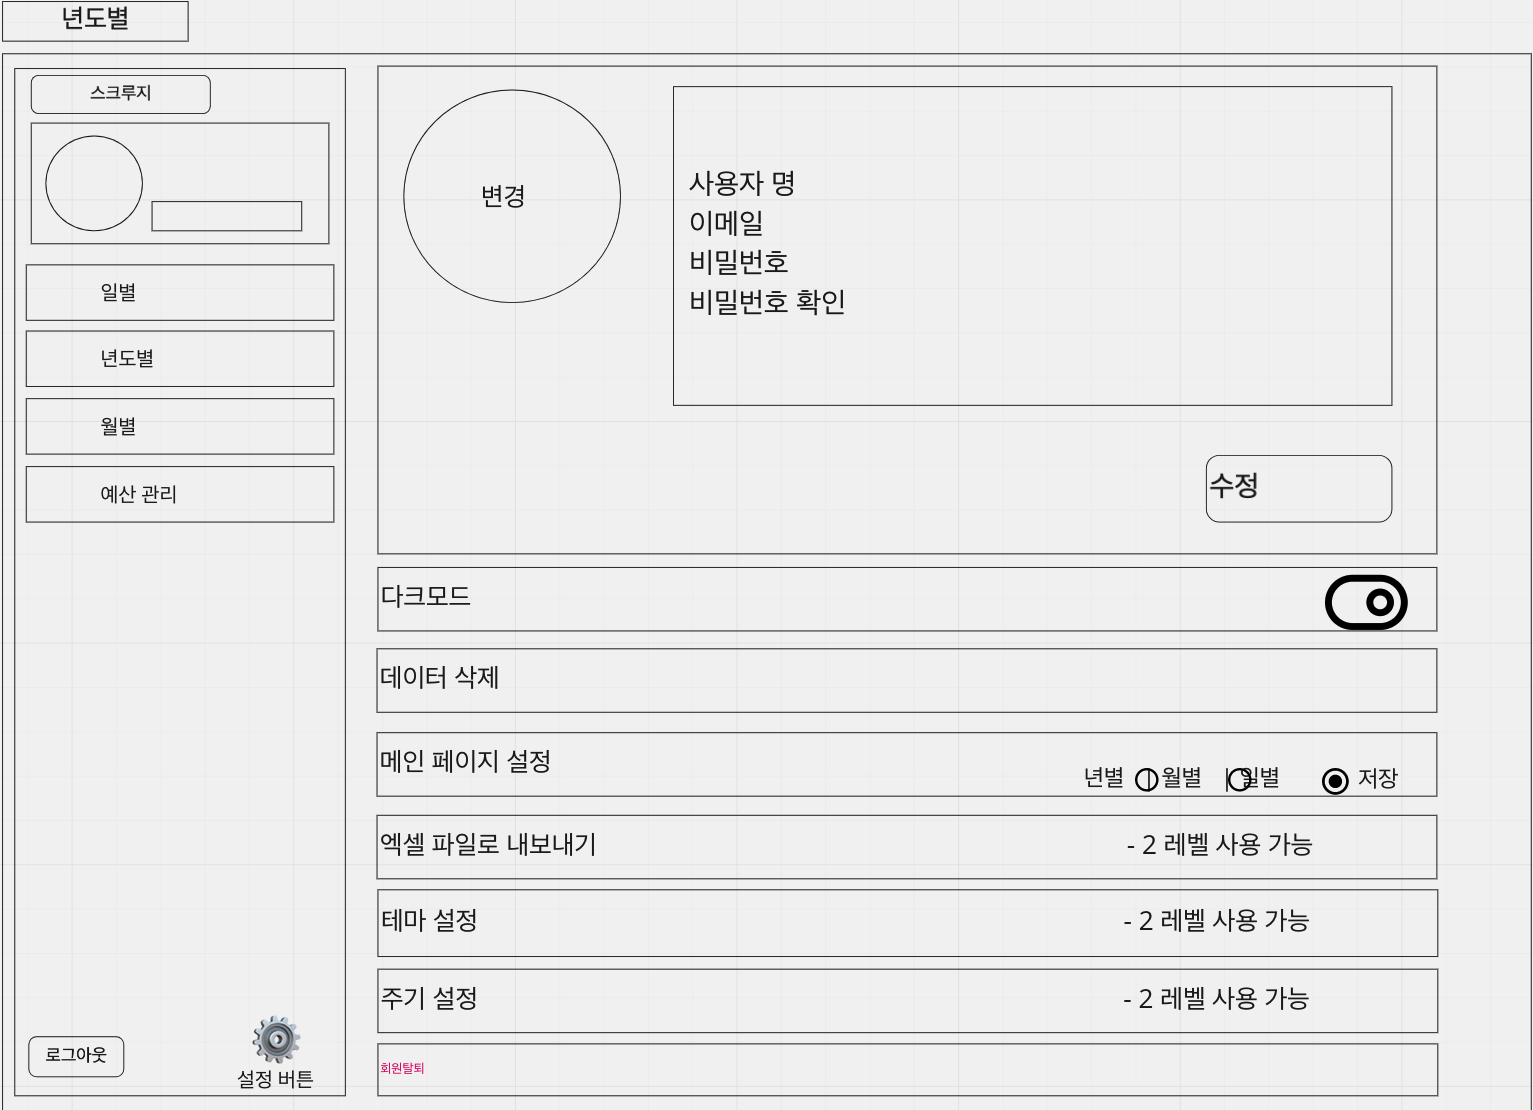 년도별
스크루지
일별
년도별
월별
예산 관리
로그아웃
설정 버튼
변경
사용자 명
이메일
비밀번호
비밀번호 확인
수정
다크모드
데이터 삭제
메인 페이지 설정
년별 | 월별 | 일별 저장
엑셀 파일로 내보내기 - 2 레벨 사용 가능
테마 설정 - 2 레벨 사용 가능
주기 설정 - 2 레벨 사용 가능
회원탈퇴